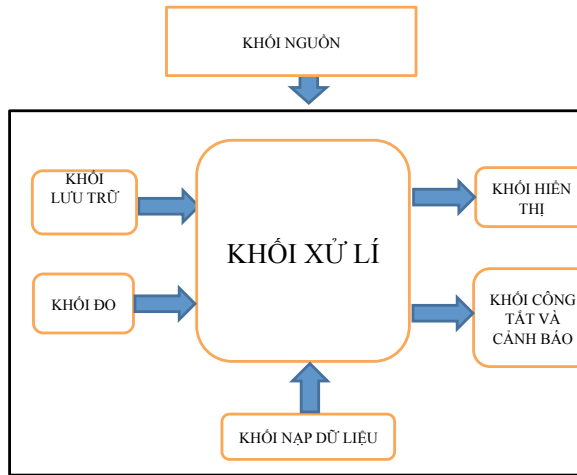 KHỐI NGUỒN
KHỐI
LƯU TRỮ
KHỐI HIỂN
THỊ
KHỐI XỬ LÍ
KHỐI ĐO
KHỐI CÔNG
TẮT VÀ
CẢNH BÁO
KHỐI NẠP DỮ LIỆU